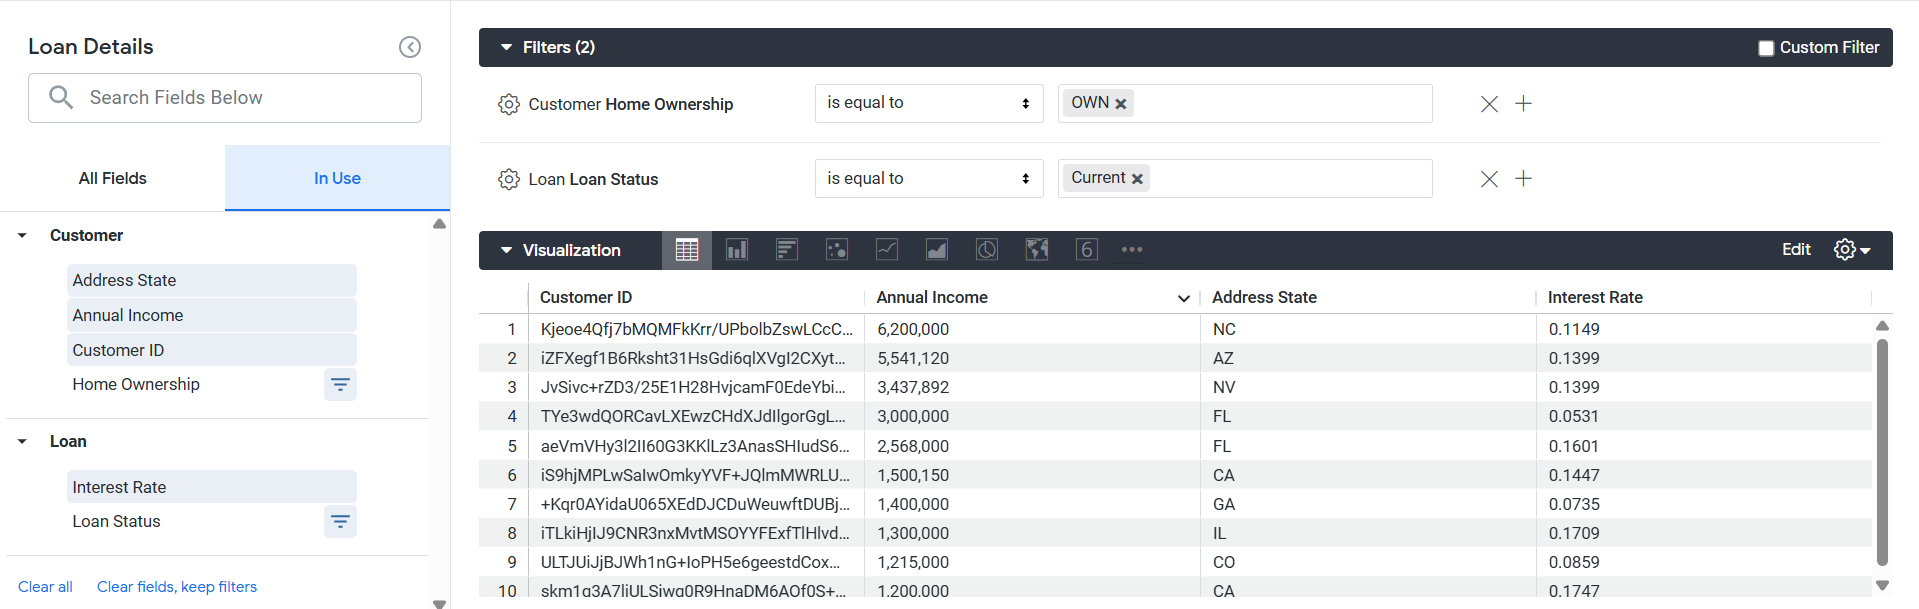 Loan Details
Search Fields Below
All Fields
In Use
Customer
Address State
Annual Income
Customer ID
Home Ownership
Loan
Interest Rate
Loan Status
Clear all Clear fields, keep filters
Filters (2) Custom Filter
Customer Home Ownership is equal to OWN
Loan Loan Status is equal to Current
Visualization 6 Edit
Customer ID Annual Income Address State Interest Rate
1 Kjeoe4Qfj7bMQMFkKrr/UPbolbZswLCcC... 6,200,000 NC 0.1149
2 iZFXegf1B6Rksht31HsGdi6qlXVgI2CXyt... 5,541,120 AZ 0.1399
3 JvSivc+rZD3/25E1H28HvjcamF0EdeYbi... 3,437,892 NV 0.1399
4 TYe3wdQORCavLXEwzCHdXJdIlgorGgL... 3,000,000 FL 0.0531
5 aeVmVHy3l2II60G3KKlLz3AnasSHIudS6... 2,568,000 FL 0.1601
6 iS9hjMPLwSaIwOmkyYVF+JQlmMWRLU... 1,500,150 CA 0.1447
7 +Kqr0AYidaU065XEdDJCDuWeuwftDUBj... 1,400,000 GA 0.0735
8 iTLkiHjIJ9CNR3nxMvtMSOYYFExfTlHlvd... 1,300,000 IL 0.1709
9 ULTJUiJjBJWh1nG+IoPH5e6geestdCox... 1,215,000 CO 0.0859
10 1,200,000 CA 0.1747